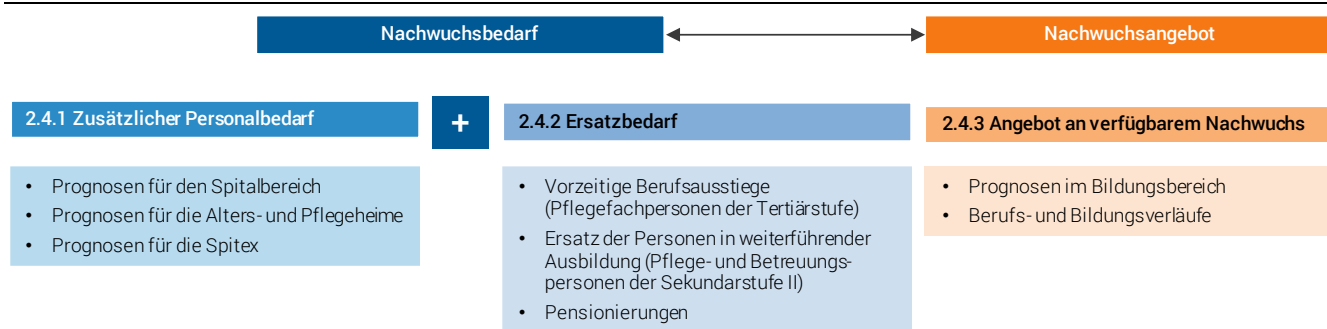 Nachwuchsbedarf
Nachwuchsangebot
2.4.1 Zusätzlicher Personalbedarf
+
2.4.2 Ersatzbedarf
2.4.3 Angebot an verfügbarem Nachwuchs
• Prognosen für den Spitalbereich
• Prognosen für die Alters- und Pflegeheime
• Prognosen für die Spitex
• Vorzeitige Berufsausstiege
(Pflegefachpersonen der Tertiärstufe)
• Ersatz der Personen in weiterführender
Ausbildung (Pflege- und Betreuungs-
personen der Sekundarstufe II)
• Pensionierungen
• Prognosen im Bildungsbereich
• Berufs- und Bildungsverläufe